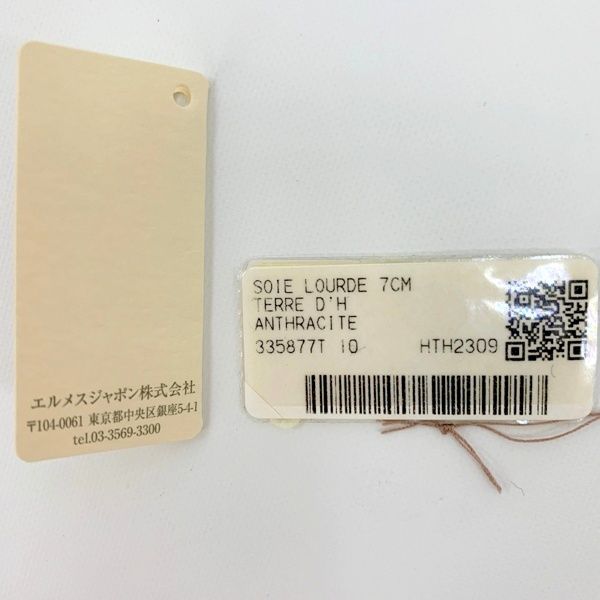 エルメスジャポン株式会社
〒104-0061 東京都中央区銀座5-4-1
tel.03-3569-3300
SOIE LOURDE 7CM
TERRE D'H
ANTHRACITE
335877T 10 HTH2309